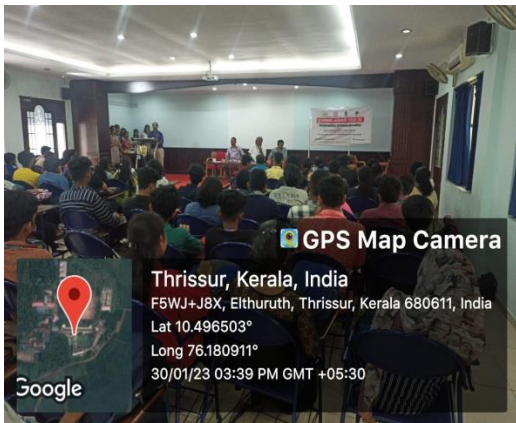 GPS Map Camera
Thrissur, Kerala, India
F5WJ+J8X, Elthuruth, Thrissur, Kerala 680611, India
Lat 10.496503°
Long 76.180911°
30/01/23 03:39 PM GMT +05:30
Google